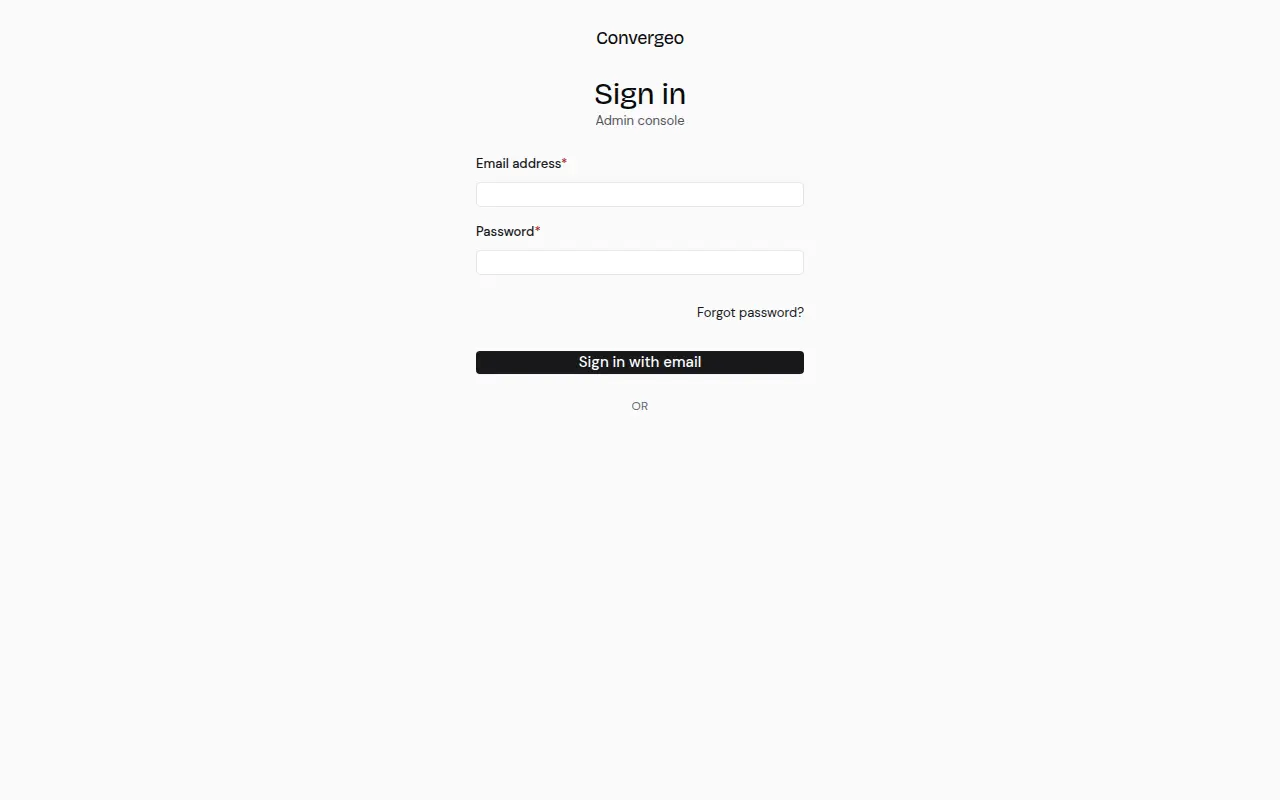 Convergeo
Sign in
Admin console
Email address*
Password*
Forgot password?
Sign in with email
OR